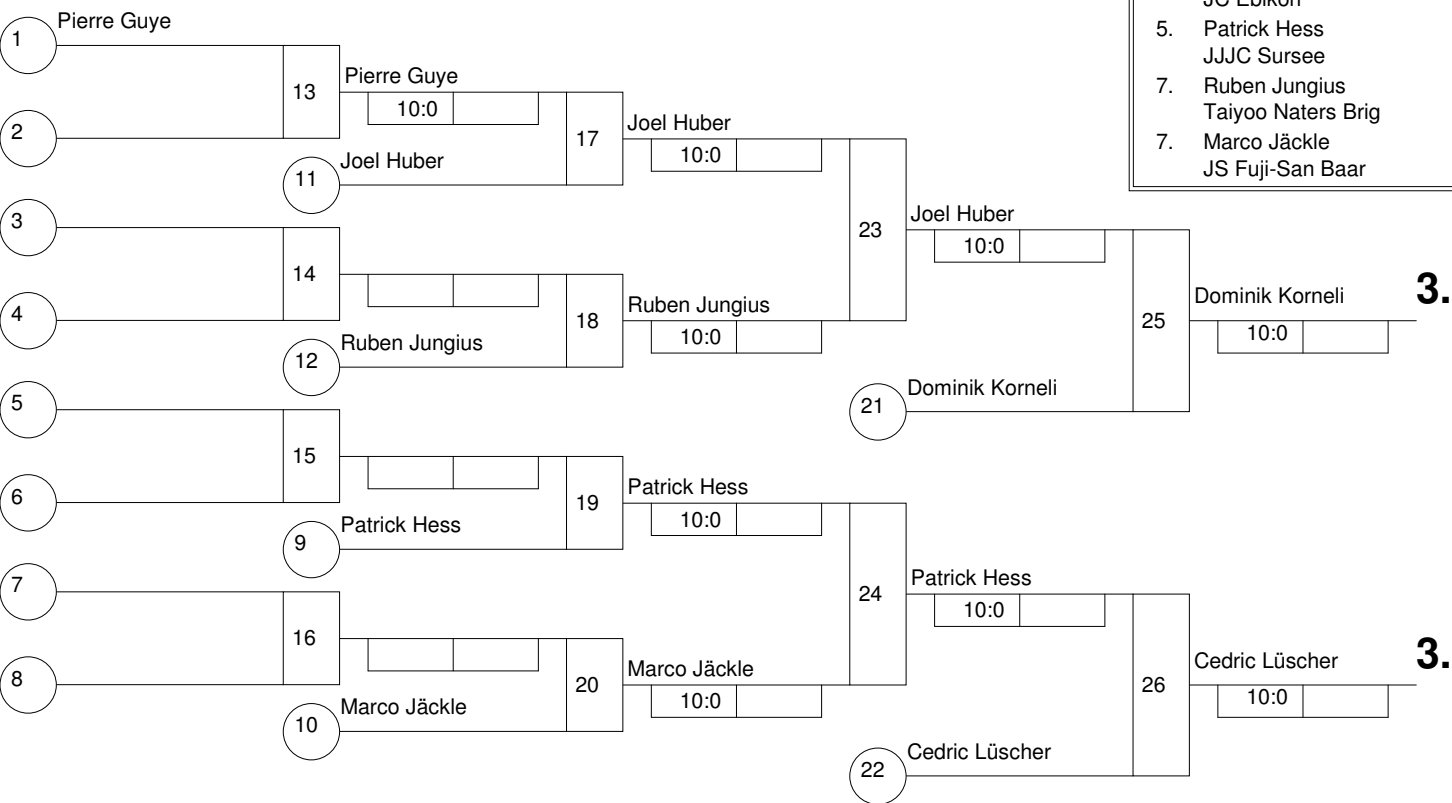 JC Ebikon
5. Patrick Hess
JJJC Sursee
7. Ruben Jungius
Taiyoo Naters Brig
7. Marco Jäckle
JS Fuji-San Baar
1 Pierre Guye
2
13 Pierre Guye
10:0
11 Joel Huber
17 Joel Huber
10:0
3
4
14
12 Ruben Jungius
18 Ruben Jungius
10:0
23 Joel Huber
10:0
21 Dominik Korneli
25 Dominik Korneli 3.
10:0
5
6
15
9 Patrick Hess
19 Patrick Hess
10:0
7
8
16
10 Marco Jäckle
20 Marco Jäckle
10:0
24 Patrick Hess
10:0
22 Cedric Lüscher
26 Cedric Lüscher 3.
10:0